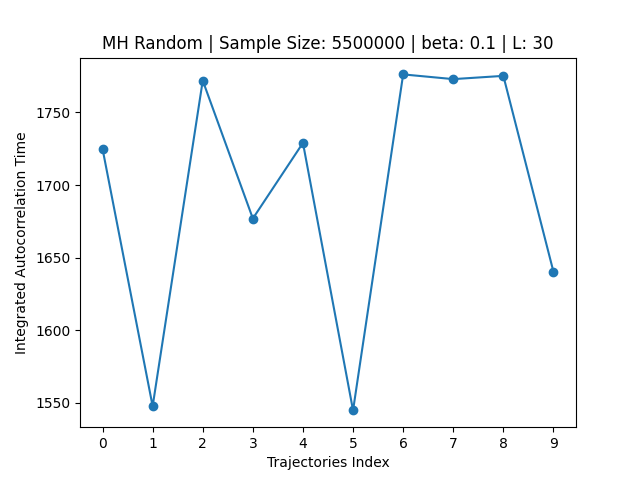 MH Random | Sample Size: 5500000 | beta: 0.1 | L: 30
Integrated Autocorrelation Time
1750
1700
1650
1600
1550
0 1 2 3 4 5 6 7 8 9
Trajectories Index